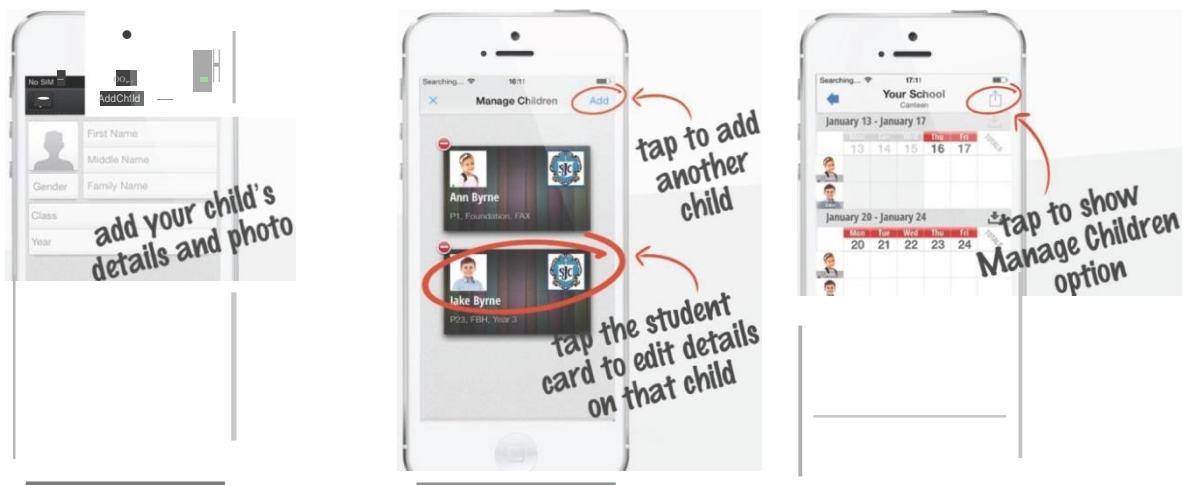 No SIM
AddChild
First Name
Middle Name
Gender
Family Name
Class
Year
add your child's
details and photo
Searching...
16:11
Manage Children
Add
SJC
Ann Byrne
P1, Foundation, FAX
SJC
Jake Byrne
P23, FBH, Year 3
tap to add
another
child
tap the student
card to edit details
on that child
Searching...
17:11
Your School
Canteen
January 13 - January 17
Thu Fri
13 14 15 16 17
TOTALS
January 20 - January 24
Mon Tue Wed Thu Fri
20 21 22 23 24
TOTALS
tap to show
Manage Children
option